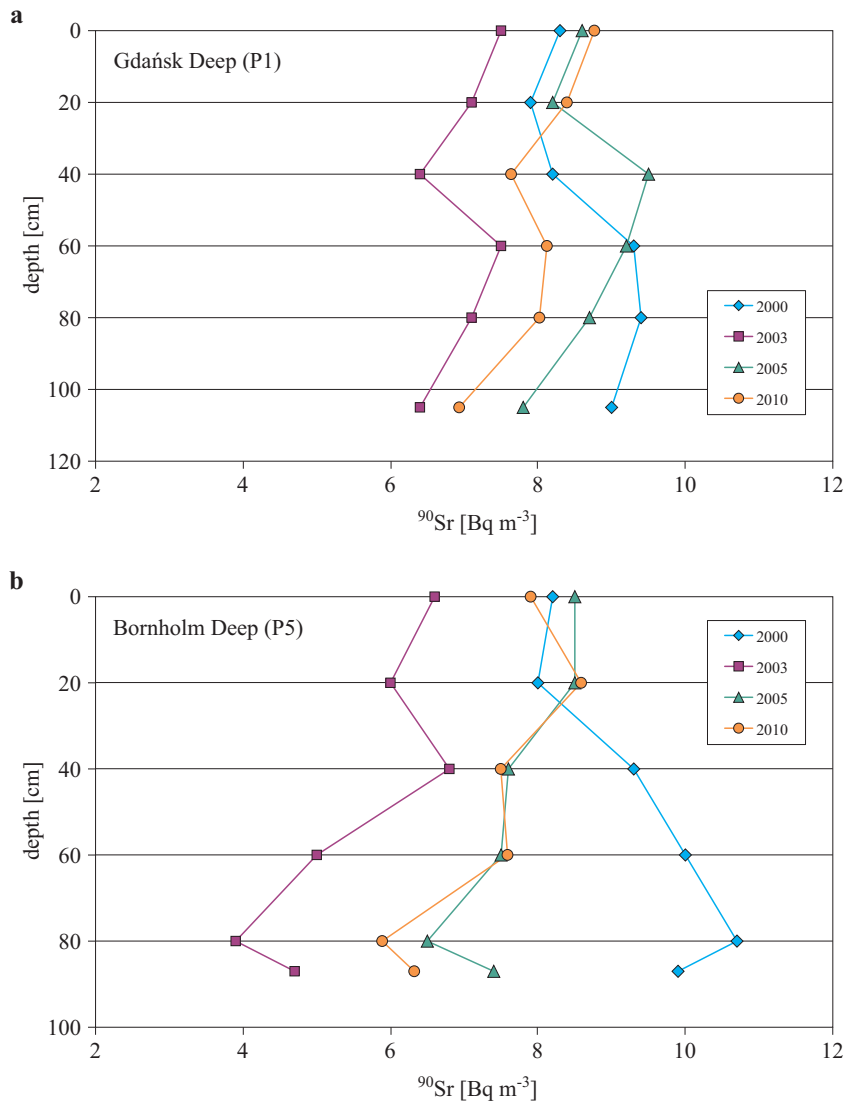 a
0
Gdańsk Deep (P1)
20
40
60
80
100
120
depth [cm]
2000
2003
2005
2010
2 4 6 8 10 12
⁹⁰Sr [Bq m⁻³]
b
0
Bornholm Deep (P5)
20
40
60
80
100
depth [cm]
2000
2003
2005
2010
2 4 6 8 10 12
⁹⁰Sr [Bq m⁻³]